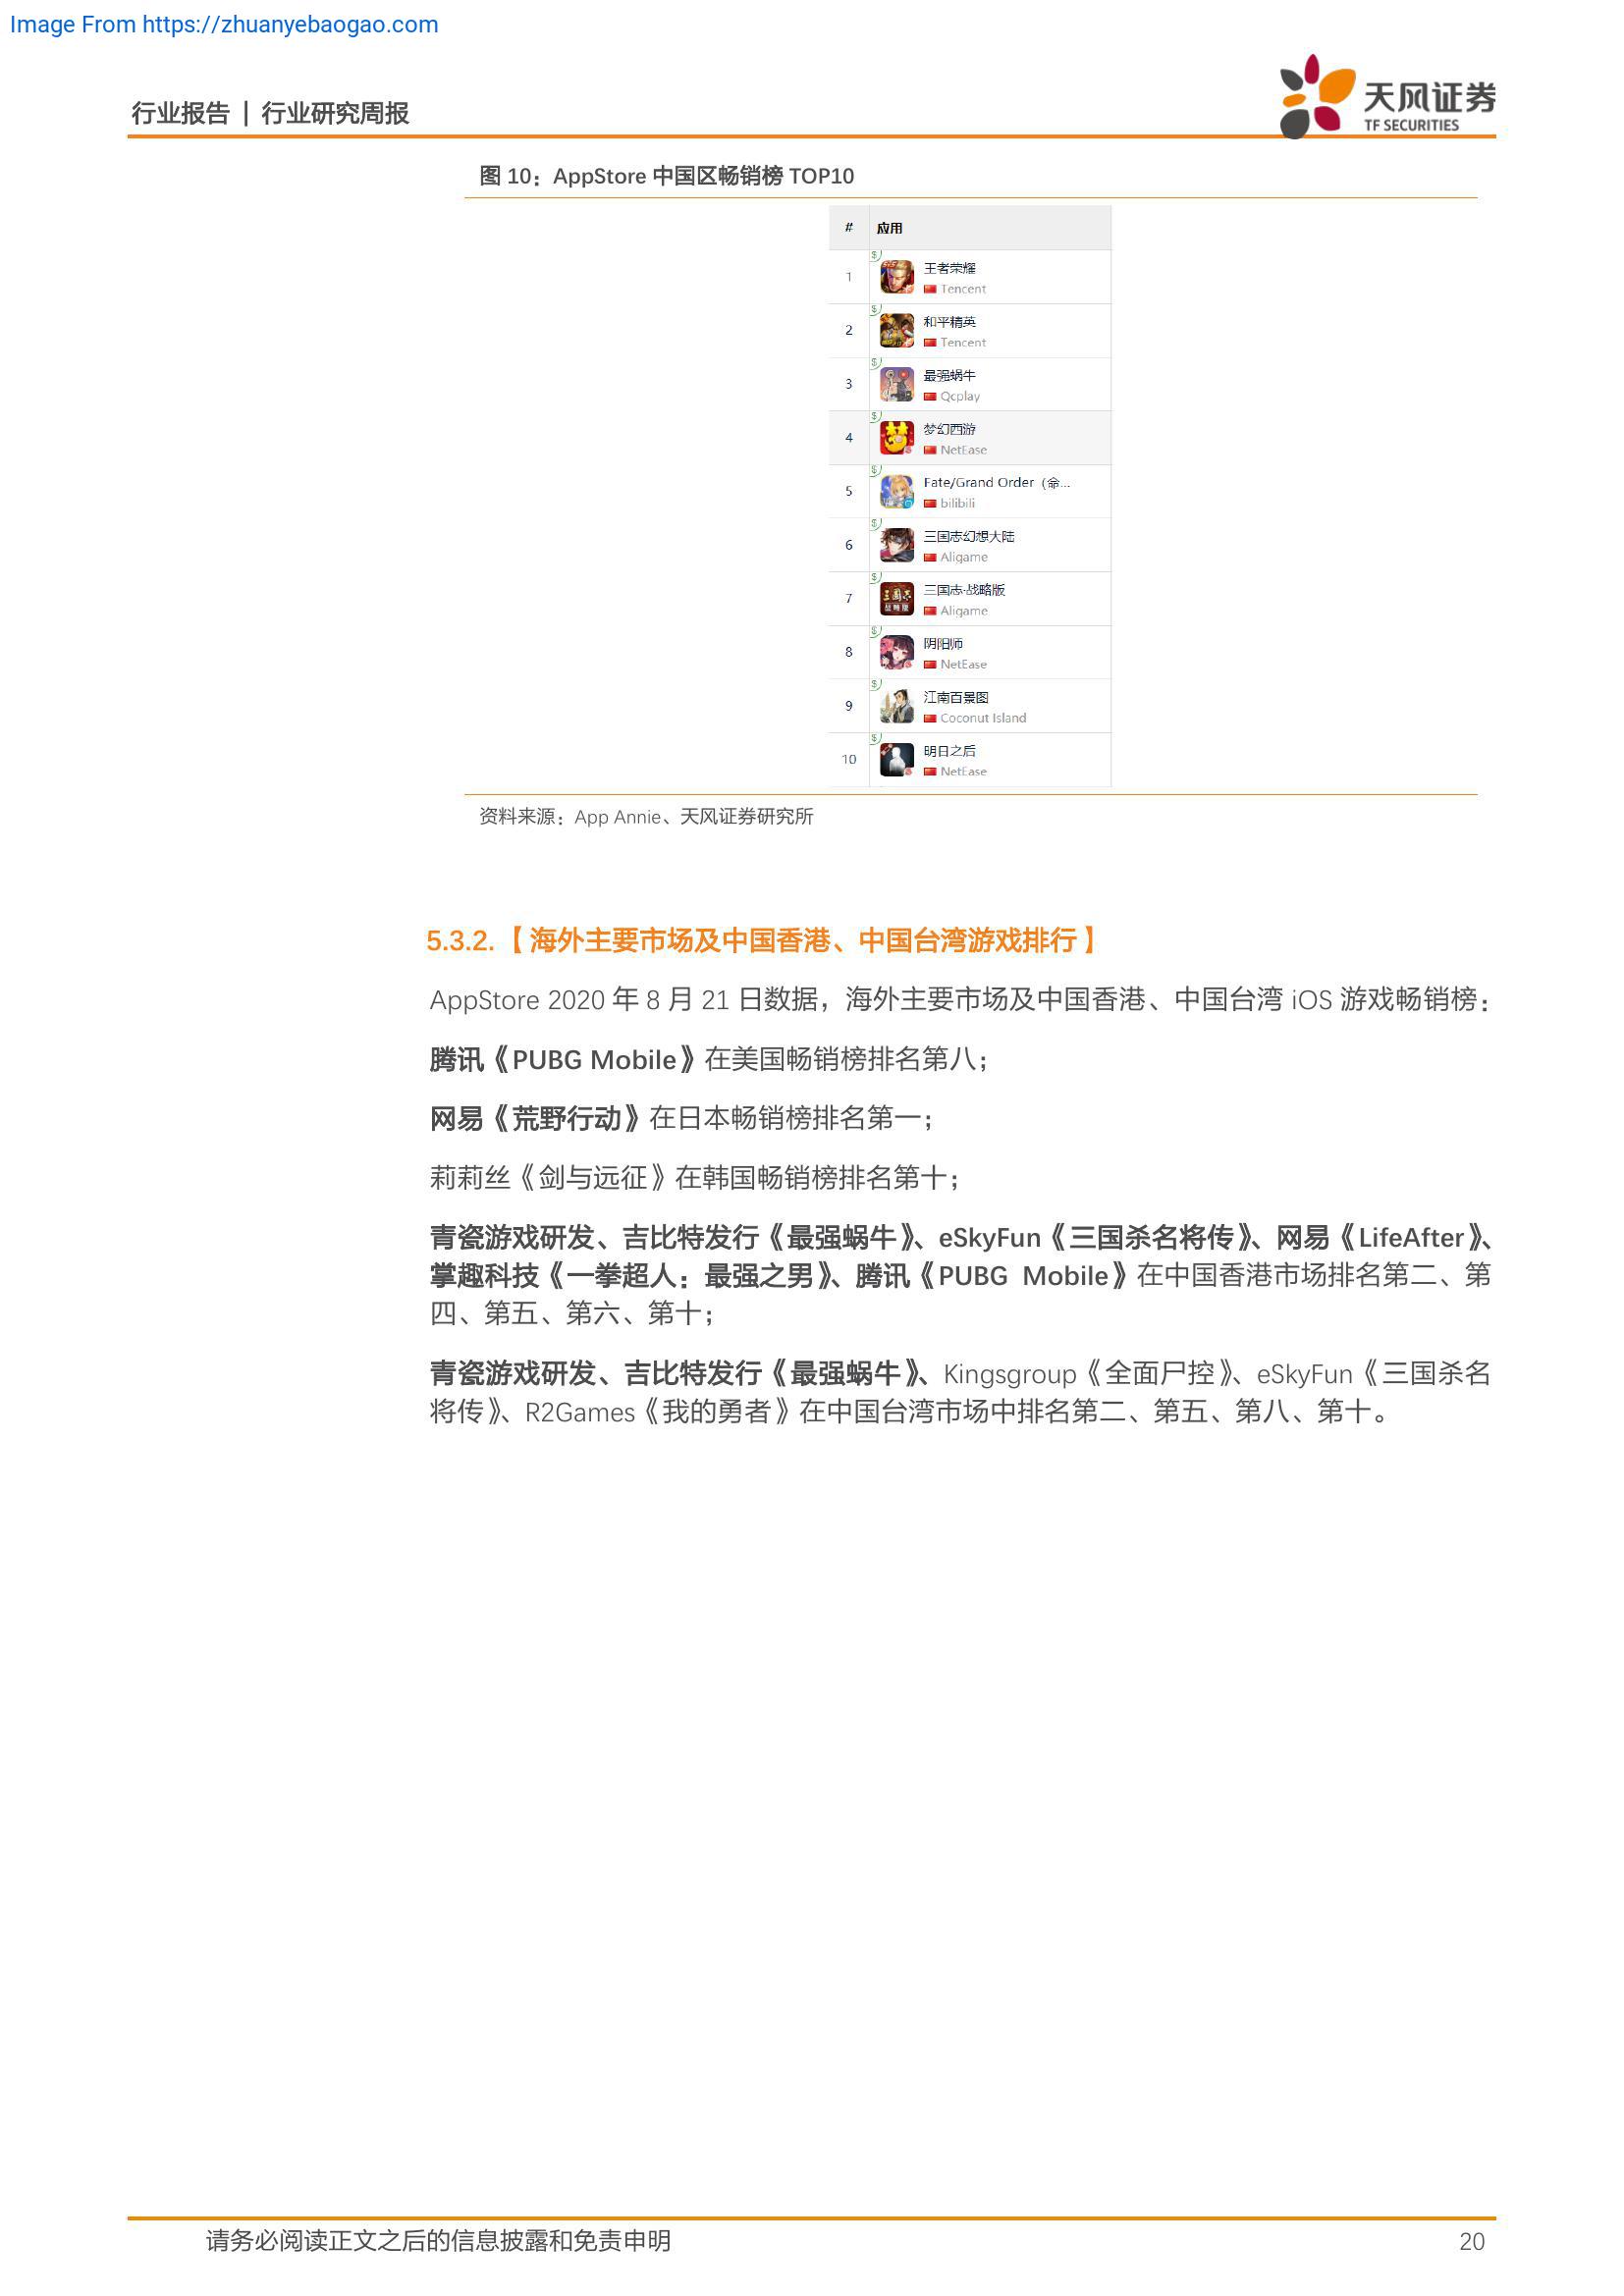 Image From https://zhuanyebaogao.com
行业报告 | 行业研究周报
天风证券
TF SECURITIES
图 10：AppStore 中国区畅销榜 TOP10
# 应用
1 王者荣耀
Tencent
2 和平精英
Tencent
3 最强蜗牛
Qcplay
4 梦幻西游
NetEase
5 Fate/Grand Order（命...
bilibili
6 三国志幻想大陆
Aligame
7 三国志·战略版
Aligame
8 阴阳师
NetEase
9 江南百景图
Coconut Island
10 明日之后
NetEase
资料来源：App Annie、天风证券研究所
5.3.2.【海外主要市场及中国香港、中国台湾游戏排行】
AppStore 2020 年 8 月 21 日数据，海外主要市场及中国香港、中国台湾 iOS 游戏畅销榜：
腾讯《PUBG Mobile》在美国畅销榜排名第八；
网易《荒野行动》在日本畅销榜排名第一；
莉莉丝《剑与远征》在韩国畅销榜排名第十；
青瓷游戏研发、吉比特发行《最强蜗牛》、eSkyFun《三国杀名将传》、网易《LifeAfter》、
掌趣科技《一拳超人：最强之男》、腾讯《PUBG Mobile》在中国香港市场排名第二、第
四、第五、第六、第十；
青瓷游戏研发、吉比特发行《最强蜗牛》、Kingsgroup《全面尸控》、eSkyFun《三国杀名
将传》、R2Games《我的勇者》在中国台湾市场中排名第二、第五、第八、第十。
请务必阅读正文之后的信息披露和免责申明 20